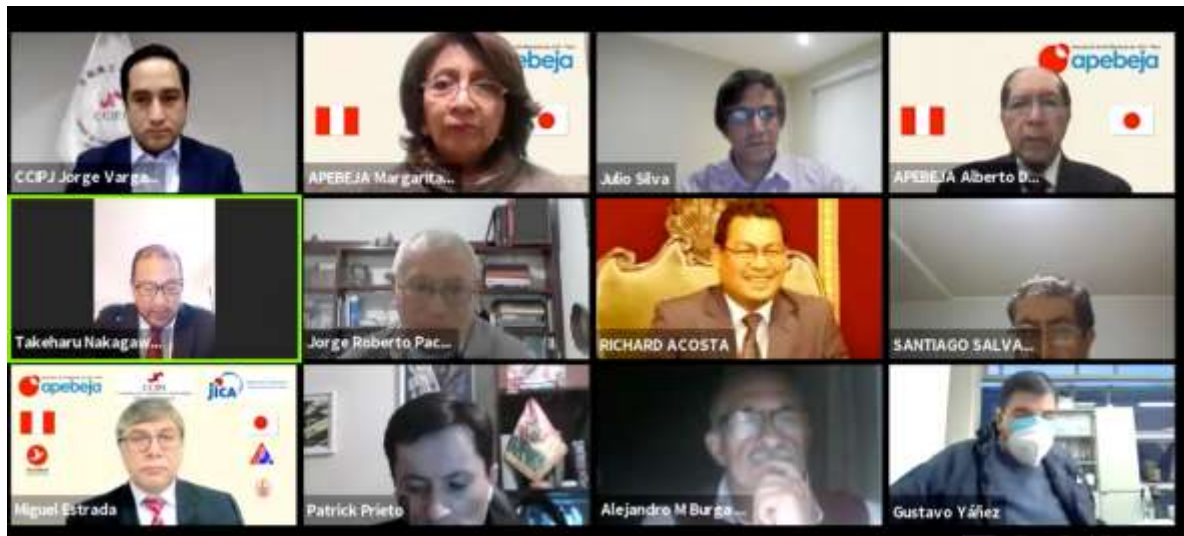 CCIPJ Jorge Varga...
apebeja
APEBEJA Margarita...
Julio Silva
apebeja
APEBEJA Alberto D...
Takeharu Nakagaw...
Jorge Roberto Pac...
RICHARD ACOSTA
SANTIAGO SALVA...
apebeja
CCIPJ
jICA
Miguel Estrada
Patrick Prieto
Alejandro M Burga...
Gustavo Yáñez